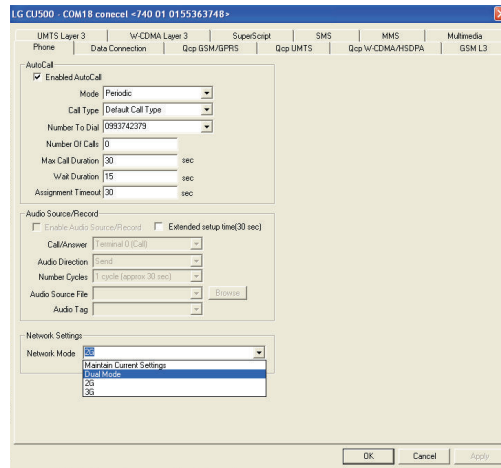 LG CU500 - COM18 conecel <740 01 0155363748>
UMTS Layer 3 W-CDMA Layer 3 SuperScript SMS MMS Multimedia
Phone Data Connection Qcp GSM/GPRS Qcp UMTS Qcp W-CDMA/HSDPA GSM L3
AutoCall
Enabled AutoCall
Mode Periodic
Call Type Default Call Type
Number To Dial 0993742379
Number Of Calls 0
Max Call Duration 30 sec
Wait Duration 15 sec
Assignment Timeout 30 sec
Audio Source/Record
Enable Audio Source/Record Extended setup time(30 sec)
Call/Answer Terminal 0 (Call)
Audio Direction Send
Number Cycles 1 cycle (approx 30 sec)
Audio Source File Browse
Audio Tag
Network Settings
Network Mode 2G
Maintain Current Settings
Dual Mode
2G
3G
OK Cancel Apply